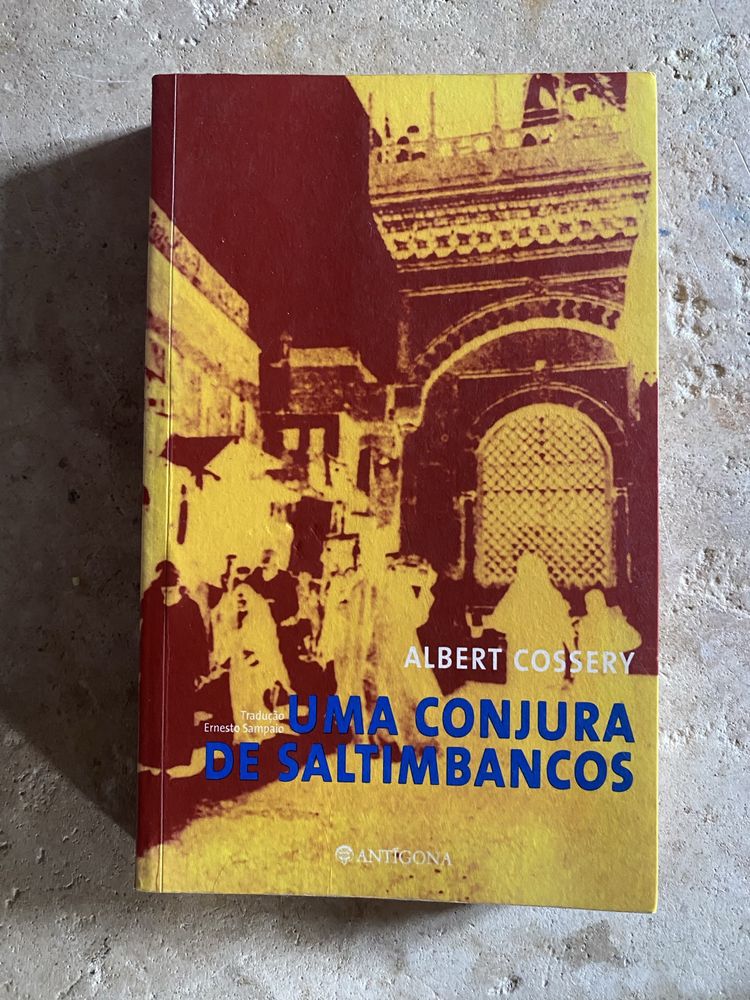 ALBERT COSSERY
Tradução
Ernesto Sampaio
UMA CONJURA
DE SALTIMBANCOS
ANTÍGONA